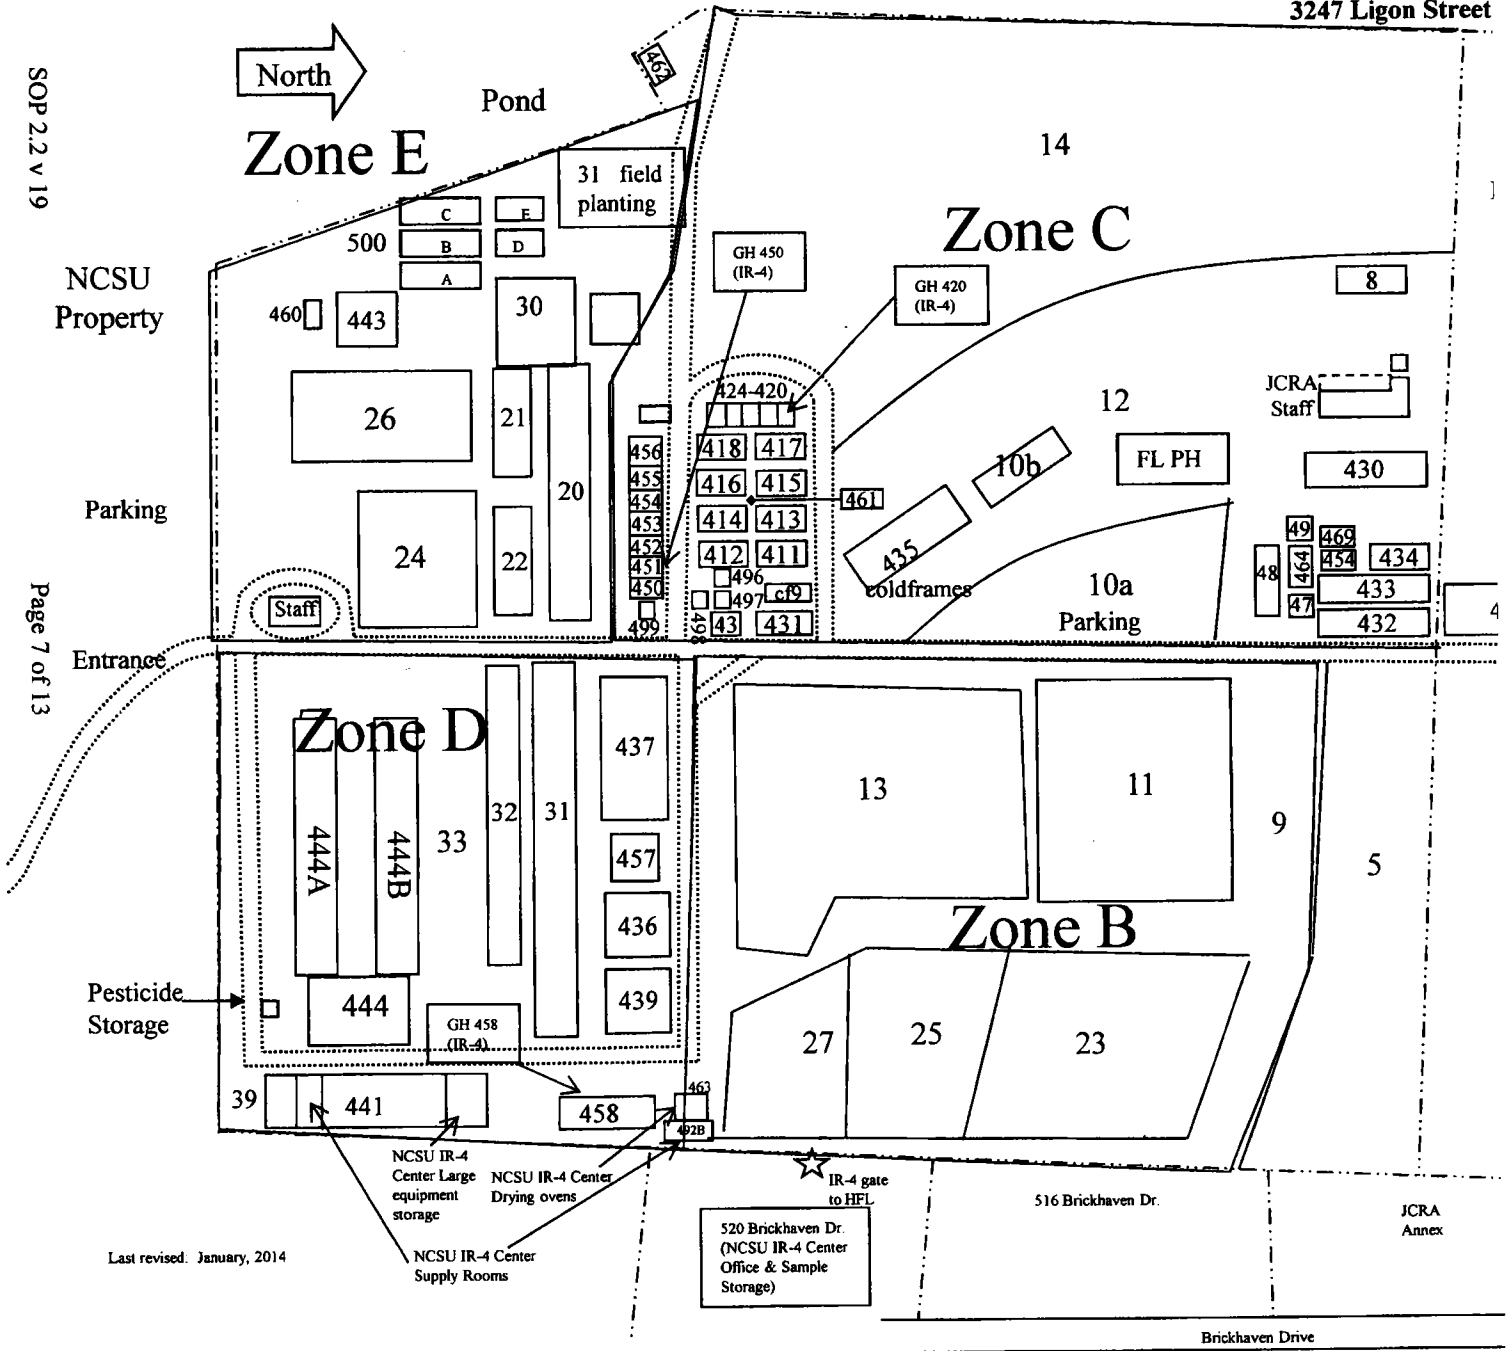 3247 Ligon Street
North
462
Pond
SOP 2.2 v 19
Zone E
14
31 field
planting
C
E
500
B
D
A
Zone C
GH 450
(IR-4)
NCSU
Property
GH 420
(IR-4)
8
460
443
30
424-420
JCRA
Staff
26
21
12
418
417
456
FL PH
430
10b
455
416
415
20
454
461
Parking
453
414
413
49
469
452
412
411
435
24
22
451
48
464
454
434
450
496
cf9
coldframes
10a
433
497
47
4
Staff
499
498
43
431
Parking
432
Page 7 of 13
Entrance
Zone D
437
13
11
32
31
33
9
444A
444B
457
5
436
Zone B
Pesticide
Storage
444
439
GH 458
(IR-4)
27
25
23
39
441
458
463
492B
NCSU IR-4
Center Large
equipment
storage
NCSU IR-4 Center
Drying ovens
IR-4 gate
to HFL
516 Brickhaven Dr.
JCRA
Annex
520 Brickhaven Dr.
(NCSU IR-4 Center
Office & Sample
Storage)
Last revised: January, 2014
NCSU IR-4 Center
Supply Rooms
Brickhaven Drive